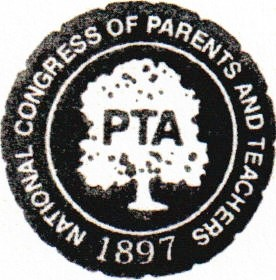 NATIONAL CONGRESS OF PARENTS AND TEACHERS
PTA
1897